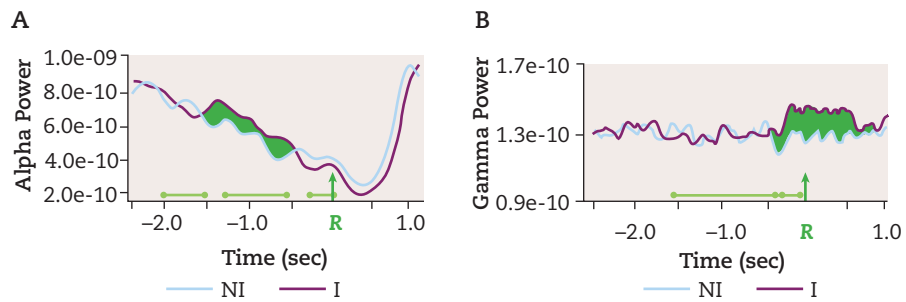 A
Alpha Power
1.0e-09
8.0e-10
6.0e-10
4.0e-10
2.0e-10
–2.0
–1.0
R
1.0
Time (sec)
NI
I
B
Gamma Power
1.7e-10
1.3e-10
0.9e-10
–2.0
–1.0
R
1.0
Time (sec)
NI
I